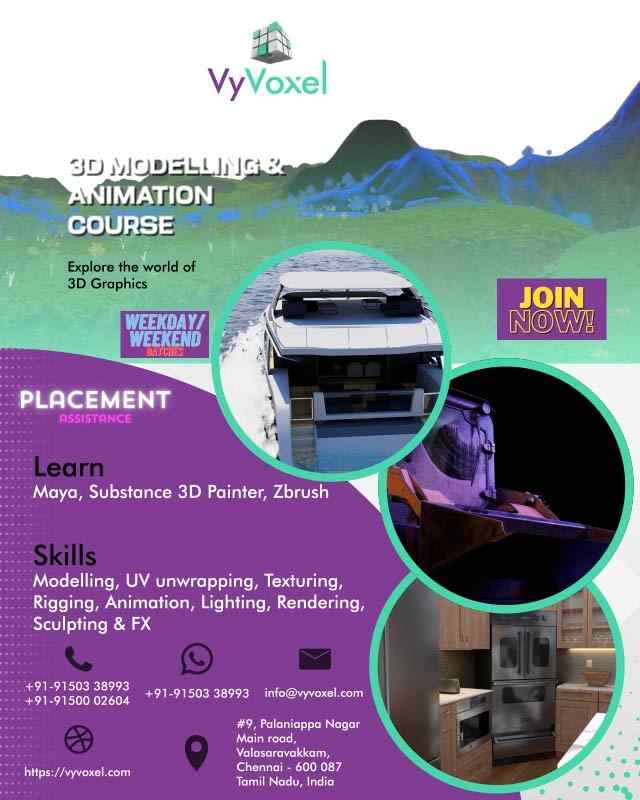 VyVoxel
3D MODELLING &
ANIMATION
COURSE
Explore the world of
3D Graphics
WEEKDAY/
WEEKEND
BATCHES
JOIN
NOW!
PLACEMENT
ASSISTANCE
Learn
Maya, Substance 3D Painter, Zbrush
Skills
Modelling, UV unwrapping, Texturing,
Rigging, Animation, Lighting, Rendering,
Sculpting & FX
+91-91503 38993
+91-91500 02604
+91-91503 38993
info@vyvoxel.com
https://vyvoxel.com
#9, Palaniappa Nagar
Main road,
Valasaravakkam,
Chennai - 600 087
Tamil Nadu, India